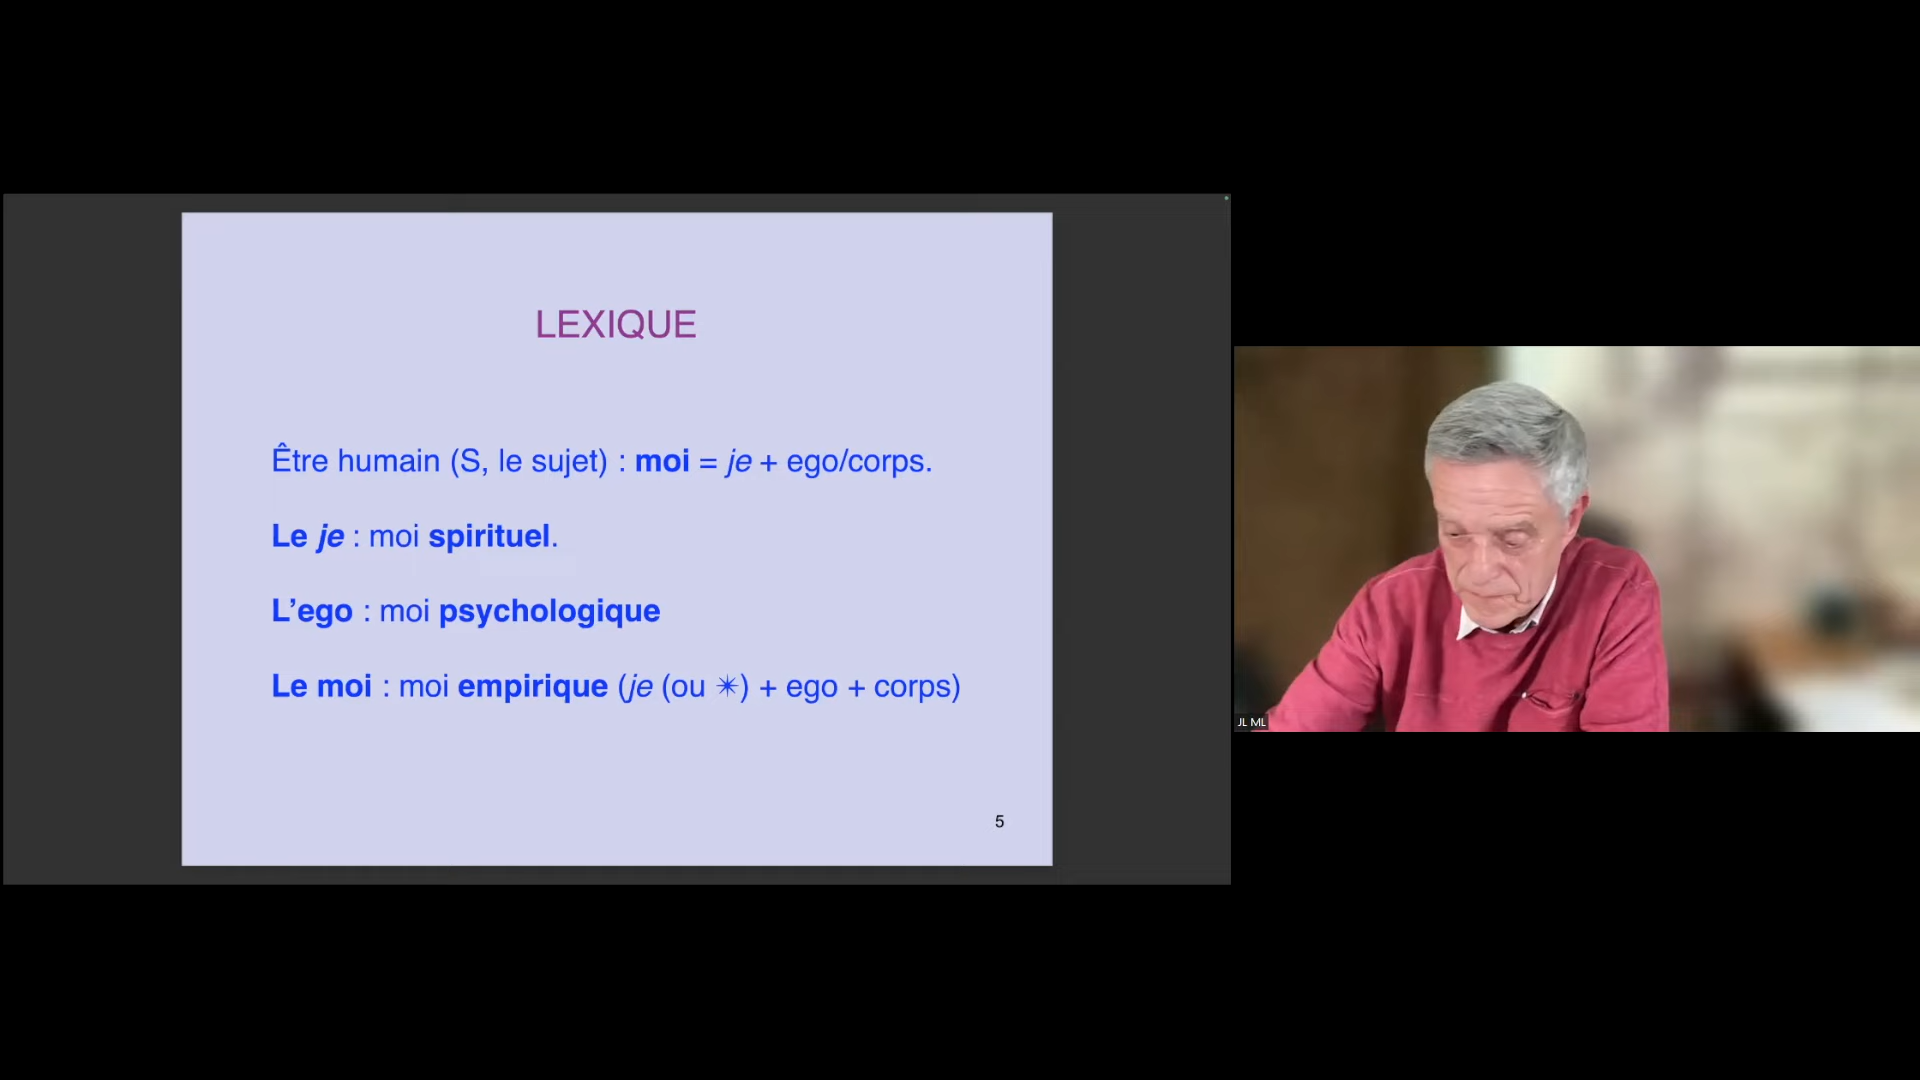 LEXIQUE
Être humain (S, le sujet) : moi = je + ego/corps.
Le je : moi spirituel.
L’ego : moi psychologique
Le moi : moi empirique (je (ou ✴) + ego + corps)
5
JL ML